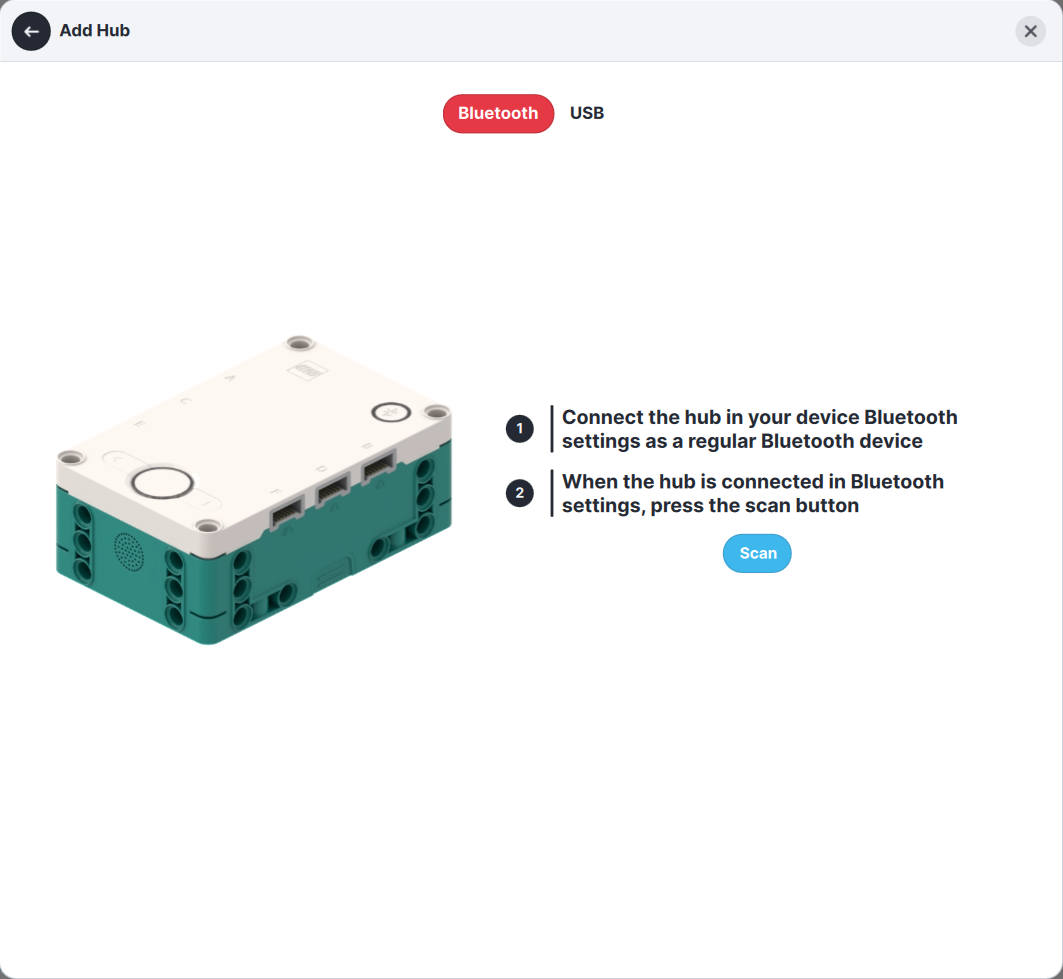 Add Hub
Bluetooth USB
1 Connect the hub in your device Bluetooth
settings as a regular Bluetooth device
2 When the hub is connected in Bluetooth
settings, press the scan button
Scan
A
C
E
B
D
F